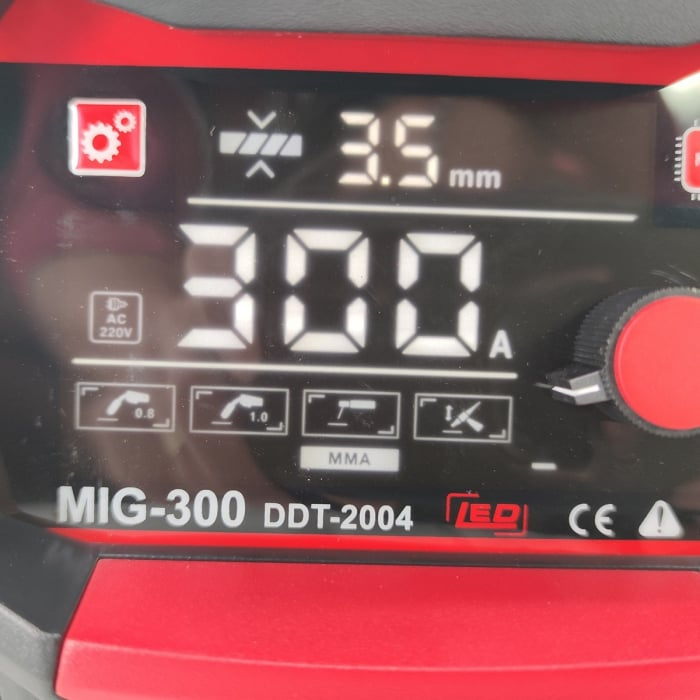 3.5 mm
300 A
AC
220V
0.8
1.0
MMA
MIG-300 DDT-2004 LED CE